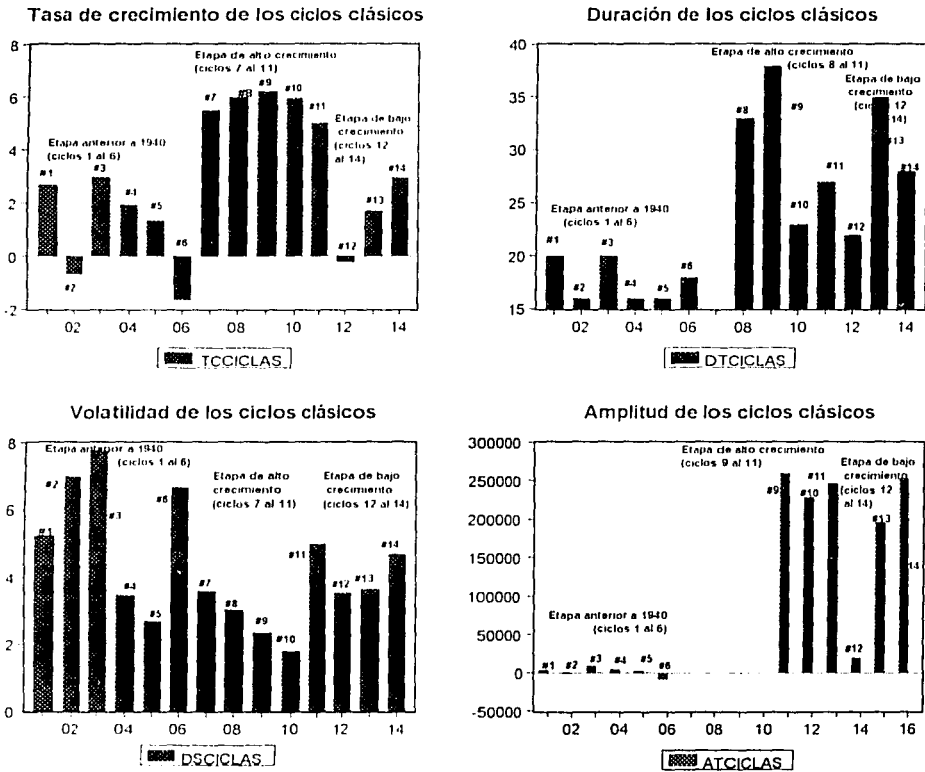 Tasa de crecimiento de los ciclos clásicos
8
6
4
2
0
-2
Etapa de alto crecimiento
(ciclos 7 al 11)
Etapa anterior a 1940
(ciclos 1 al 6)
Etapa de bajo
crecimiento
(ciclos 12
al 14)
#1
#2
#3
#4
#5
#6
#7
#8
#9
#10
#11
#12
#13
#14
02 04 06 08 10 12 14
TCCICLAS
Duración de los ciclos clásicos
40
35
30
25
20
15
Etapa de alto crecimiento
(ciclos 8 al 11)
Etapa de bajo
crecimiento
12
14)
Etapa anterior a 1940
(ciclos 1 al 6)
#1
#2
#3
#4
#5
#6
#8
#9
#10
#11
#12
#13
#14
02 04 06 08 10 12 14
DTCICLAS
Volatilidad de los ciclos clásicos
8
6
4
2
0
Etapa anterior a 1940
(ciclos 1 al 6)
Etapa de alto
crecimiento
(ciclos 7 al 11)
Etapa de bajo
crecimiento
(ciclos 12 al 14)
#1
#2
#3
#4
#5
#6
#7
#8
#9
#10
#11
#12
#13
#14
02 04 06 08 10 12 14
DSCICLAS
Amplitud de los ciclos clásicos
300000
250000
200000
150000
100000
50000
0
-50000
Etapa de alto crecimiento
(ciclos 9 al 11)
Etapa de bajo
crecimiento
(ciclos 12
al 14)
Etapa anterior a 1940
(ciclos 1 al 6)
#1
#2
#3
#4
#5
#6
#9
#10
#11
#12
#13
14
02 04 06 08 10 12 14 16
ATCICLAS